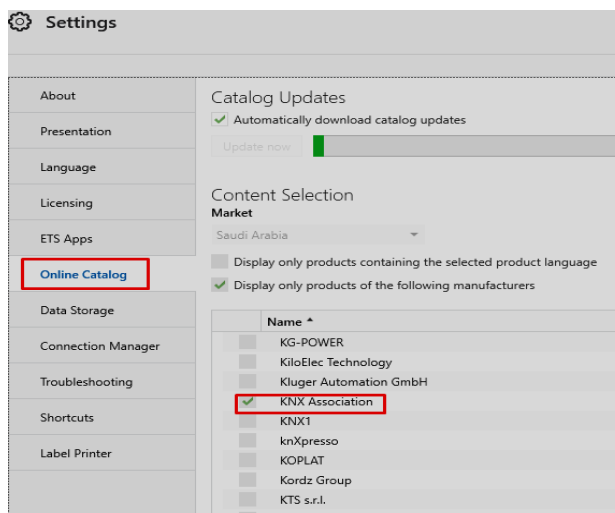 Settings
About
Presentation
Language
Licensing
ETS Apps
Online Catalog
Data Storage
Connection Manager
Troubleshooting
Shortcuts
Label Printer
Catalog Updates
Automatically download catalog updates
Update now
Content Selection
Market
Saudi Arabia
Display only products containing the selected product language
Display only products of the following manufacturers
Name
KG-POWER
KiloElec Technology
Kluger Automation GmbH
KNX Association
KNX1
knXpresso
KOPLAT
Kordz Group
KTS s.r.l.